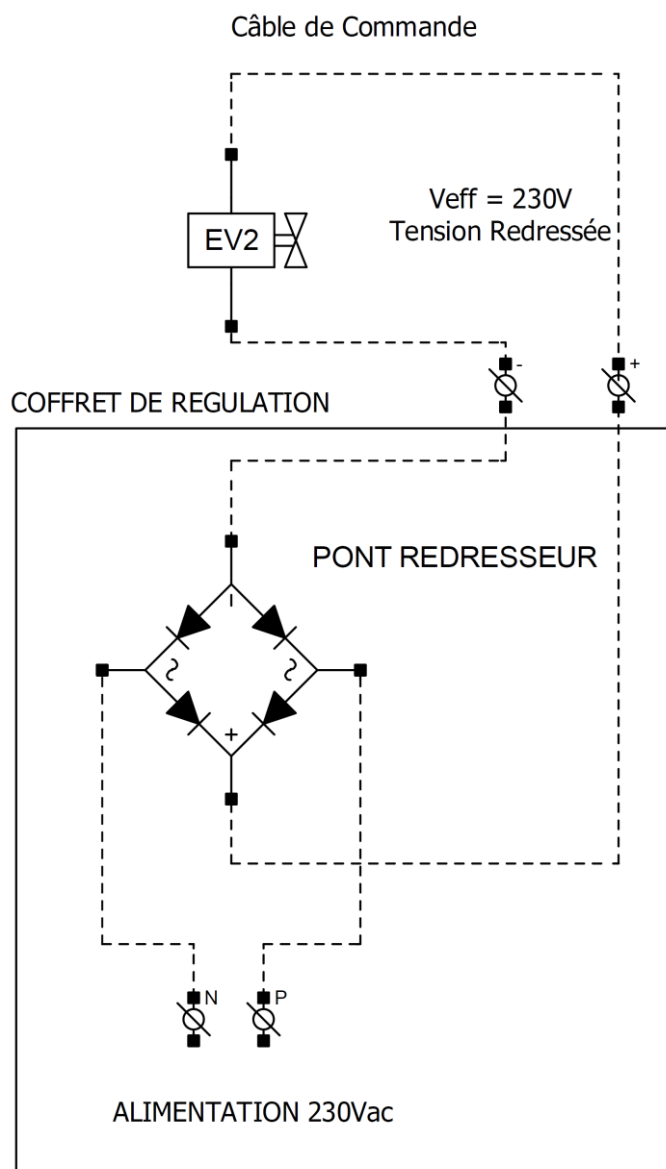 Câble de Commande
Veff = 230V
Tension Redressée
EV2
- +
COFFRET DE REGULATION
PONT REDRESSEUR
~ ~
+
N P
ALIMENTATION 230Vac